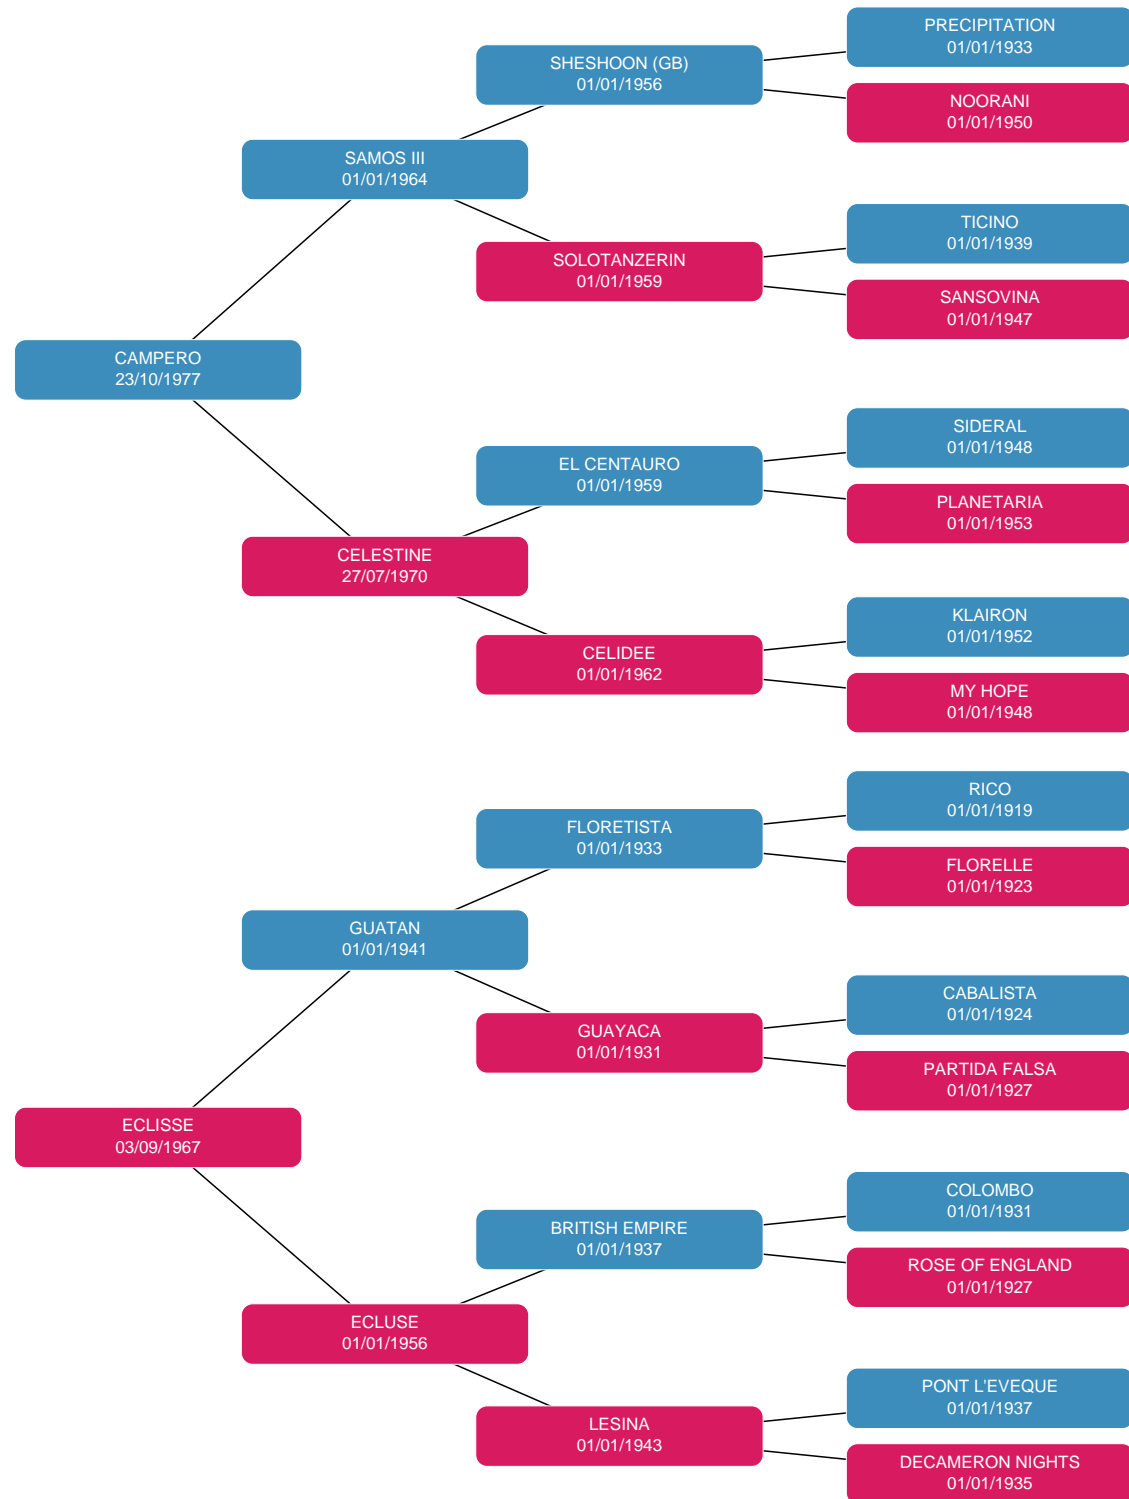 PRECIPITATION
01/01/1933
SHESHOON (GB)
01/01/1956
NOORANI
01/01/1950
SAMOS III
01/01/1964
TICINO
01/01/1939
SOLOTANZERIN
01/01/1959
SANSOVINA
01/01/1947
CAMPERO
23/10/1977
SIDERAL
01/01/1948
EL CENTAURO
01/01/1959
PLANETARIA
01/01/1953
CELESTINE
27/07/1970
KLAIRON
01/01/1952
CELIDEE
01/01/1962
MY HOPE
01/01/1948
RICO
01/01/1919
FLORETISTA
01/01/1933
FLORELLE
01/01/1923
GUATAN
01/01/1941
CABALISTA
01/01/1924
GUAYACA
01/01/1931
PARTIDA FALSA
01/01/1927
ECLISSE
03/09/1967
COLOMBO
01/01/1931
BRITISH EMPIRE
01/01/1937
ROSE OF ENGLAND
01/01/1927
ECLUSE
01/01/1956
PONT L'EVEQUE
01/01/1937
LESINA
01/01/1943
DECAMERON NIGHTS
01/01/1935